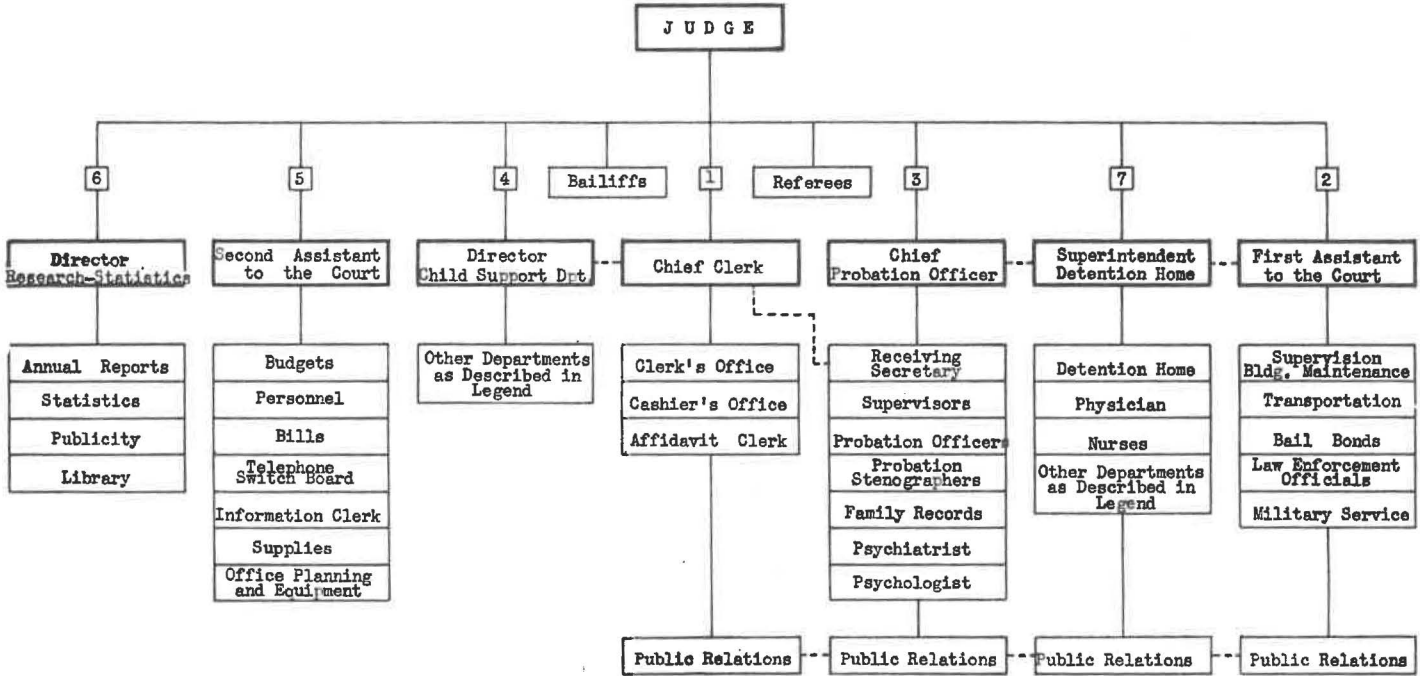 J U D G E
6
5
4
Bailiffs
1
Referees
3
7
2
Director
Research-Statistics
Second Assistant
to the Court
Director
Child Support Dpt.
Chief Clerk
Chief
Probation Officer
Superintendent
Detention Home
First Assistant
to the Court
Annual Reports
Statistics
Publicity
Library
Budgets
Personnel
Bills
Telephone
Switch Board
Information Clerk
Supplies
Office Planning
and Equipment
Other Departments
as Described in
Legend
Clerk's Office
Cashier's Office
Affidavit Clerk
Receiving
Secretary
Supervisors
Probation Officers
Probation
Stenographers
Family Records
Psychiatrist
Psychologist
Detention Home
Physician
Nurses
Other Departments
as Described in
Legend
Supervision
Bldg. Maintenance
Transportation
Bail Bonds
Law Enforcement
Officials
Military Service
Public Relations
Public Relations
Public Relations
Public Relations